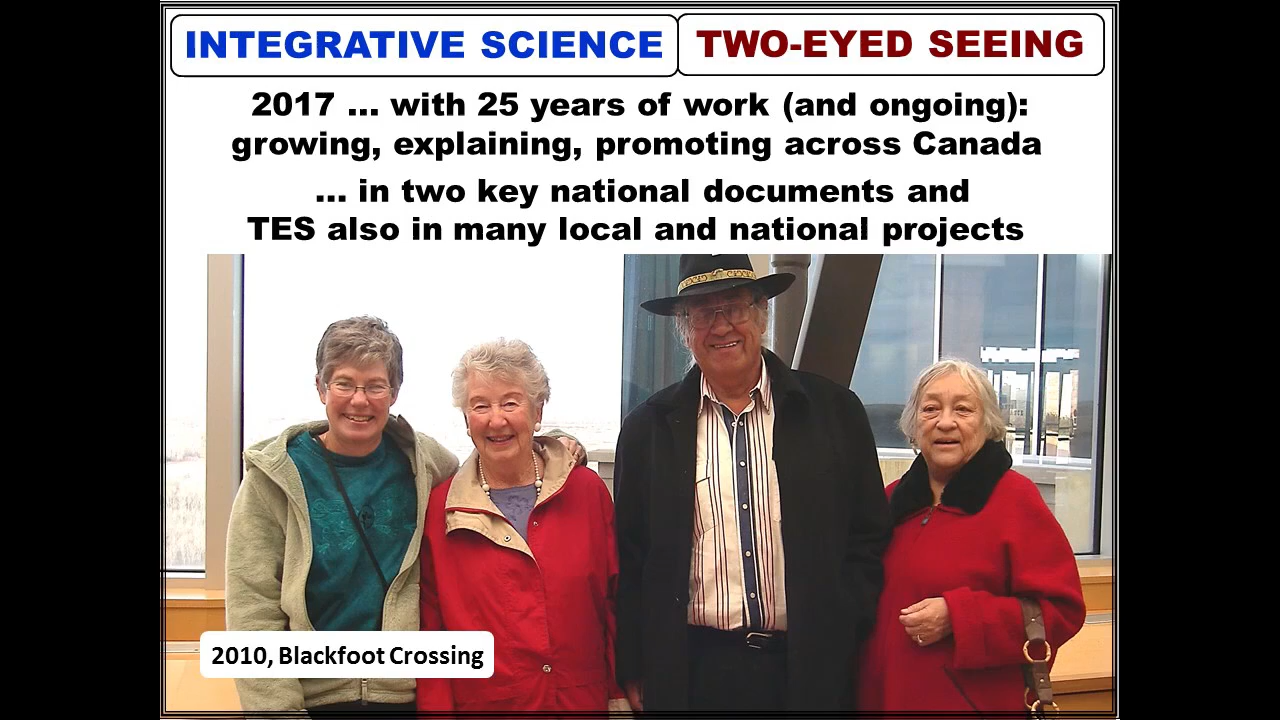 INTEGRATIVE SCIENCE
TWO-EYED SEEING
2017 ... with 25 years of work (and ongoing):
growing, explaining, promoting across Canada
... in two key national documents and
TES also in many local and national projects
2010, Blackfoot Crossing